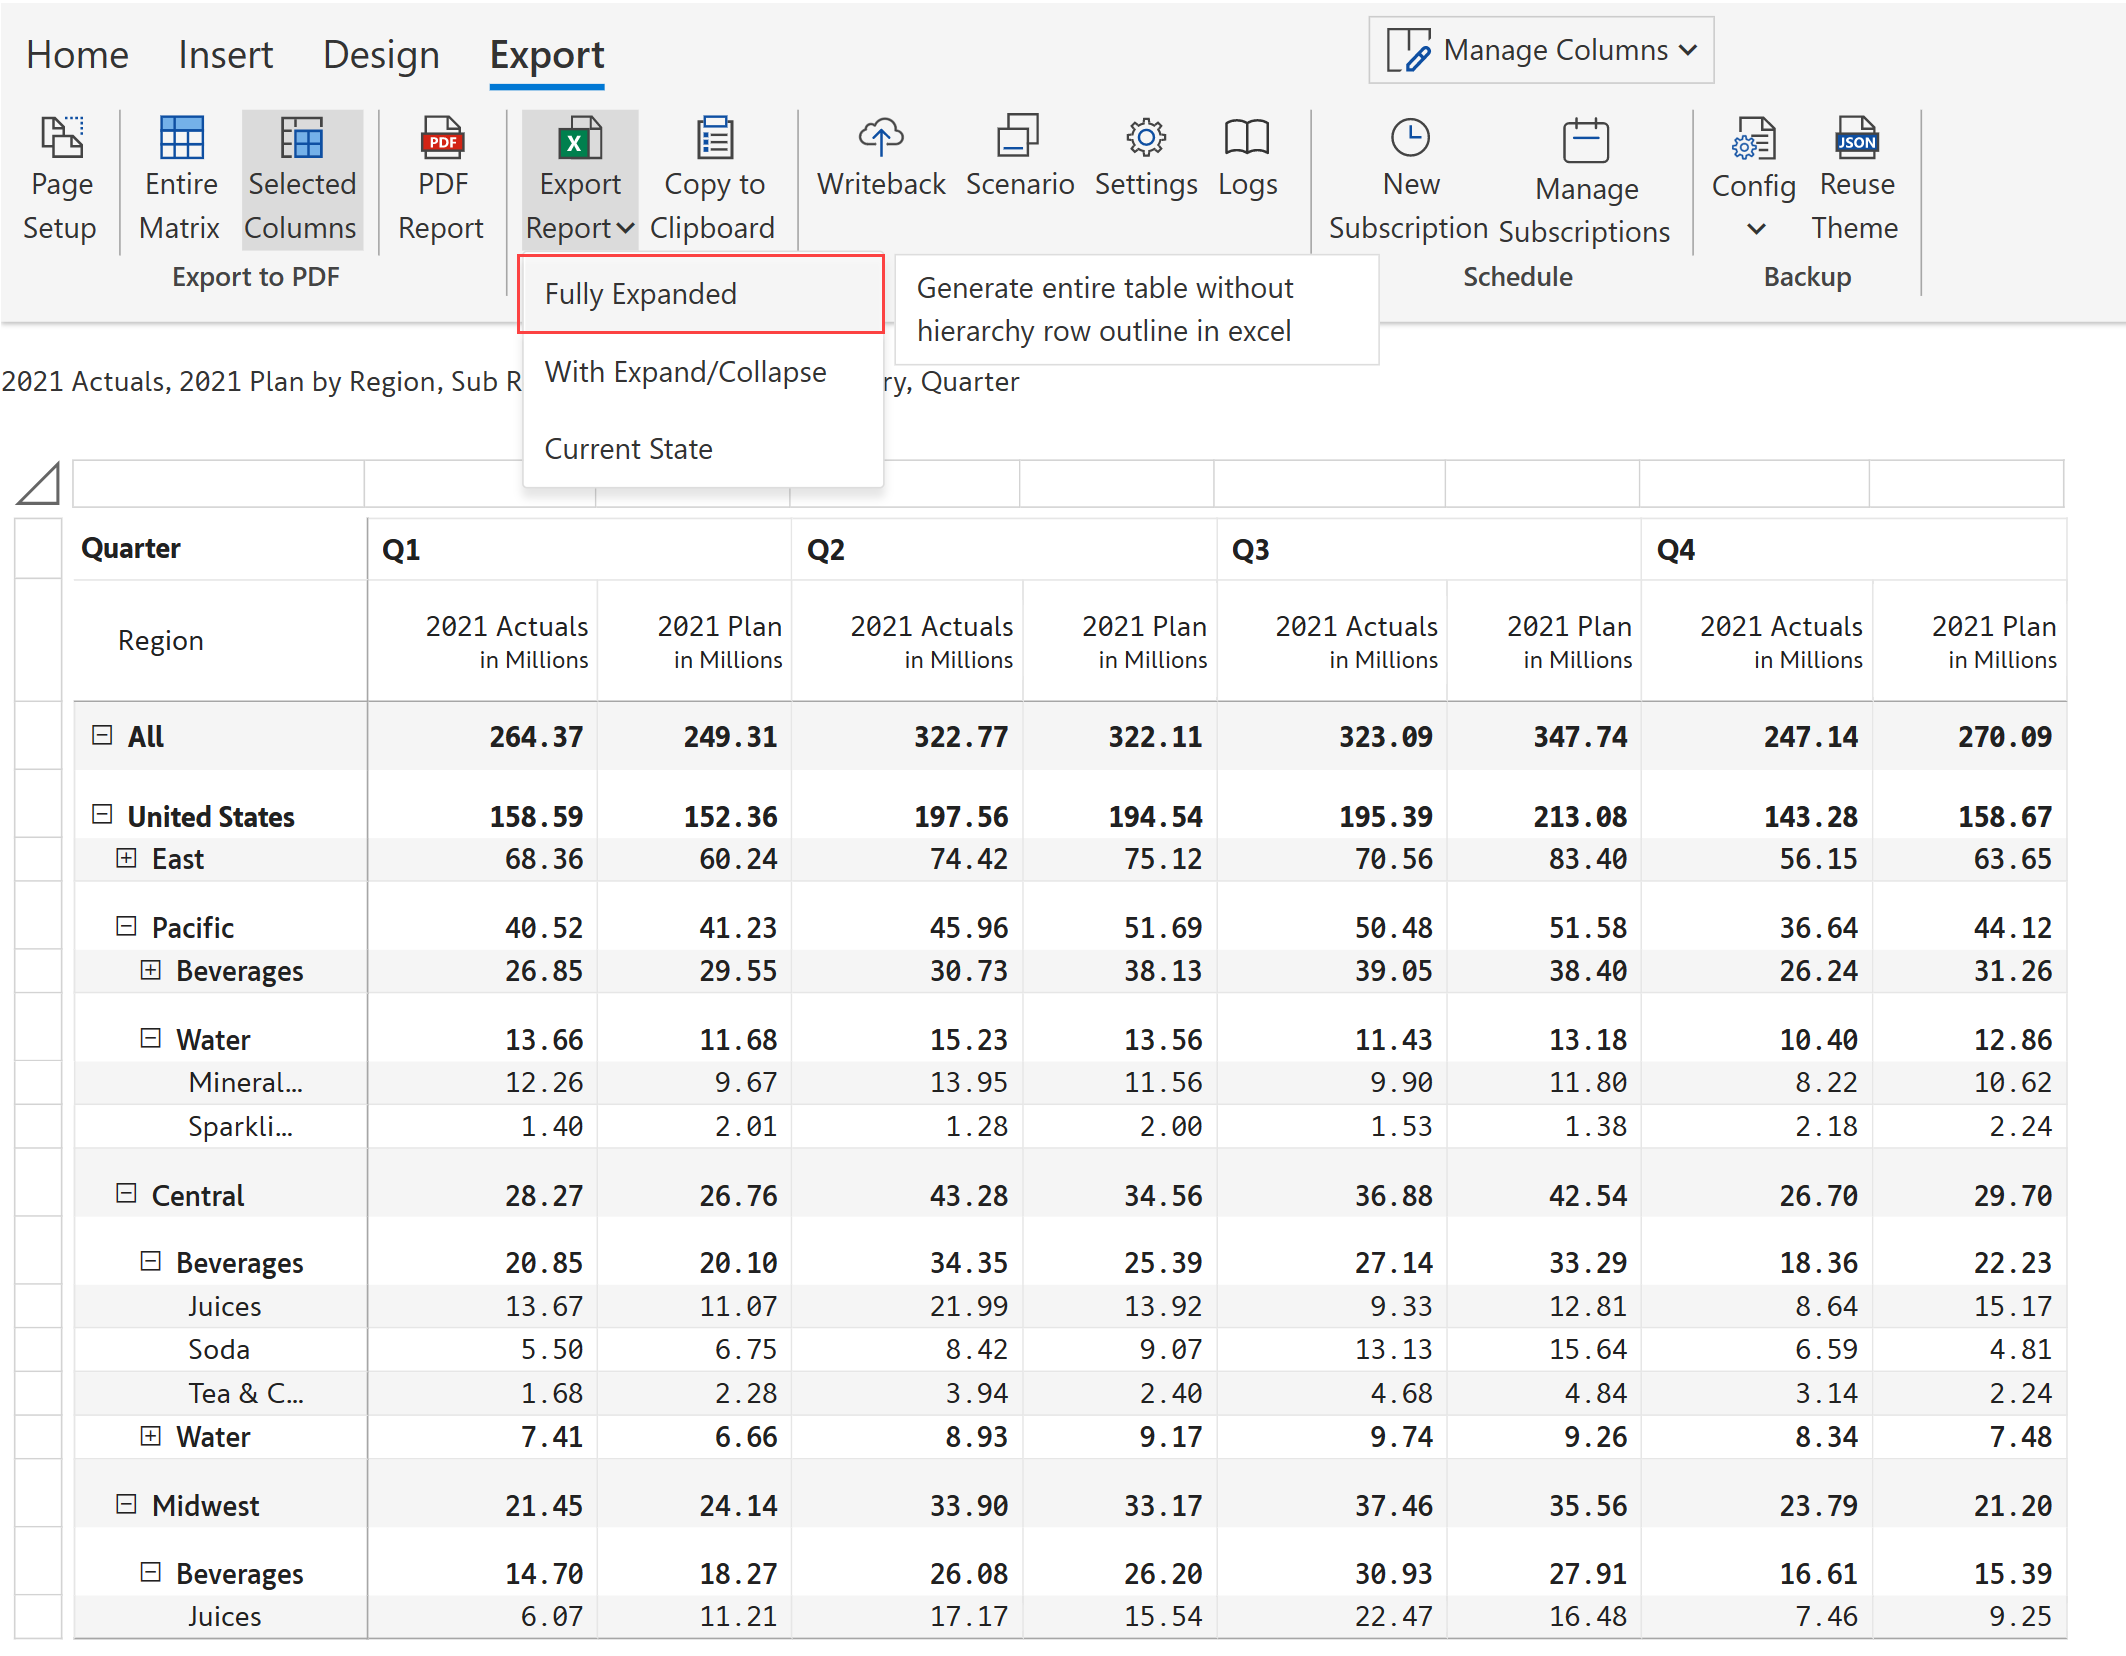 Home Insert Design Export Manage Columns
Page Setup
Entire Matrix
Selected Columns
PDF
PDF Report
X
Export Report
Copy to Clipboard
Writeback
Scenario
Settings
Logs
New Subscription
Manage Subscriptions
Config
JSON
Reuse Theme
Export to PDF
Schedule
Backup
Fully Expanded
Generate entire table without
hierarchy row outline in excel
With Expand/Collapse
Current State
2021 Actuals, 2021 Plan by Region, Sub R ry, Quarter
Quarter Q1 Q2 Q3 Q4
Region 2021 Actuals 2021 Plan 2021 Actuals 2021 Plan 2021 Actuals 2021 Plan 2021 Actuals 2021 Plan
in Millions in Millions in Millions in Millions in Millions in Millions in Millions in Millions
All 264.37 249.31 322.77 322.11 323.09 347.74 247.14 270.09
United States 158.59 152.36 197.56 194.54 195.39 213.08 143.28 158.67
East 68.36 60.24 74.42 75.12 70.56 83.40 56.15 63.65
Pacific 40.52 41.23 45.96 51.69 50.48 51.58 36.64 44.12
Beverages 26.85 29.55 30.73 38.13 39.05 38.40 26.24 31.26
Water 13.66 11.68 15.23 13.56 11.43 13.18 10.40 12.86
Mineral... 12.26 9.67 13.95 11.56 9.90 11.80 8.22 10.62
Sparkli... 1.40 2.01 1.28 2.00 1.53 1.38 2.18 2.24
Central 28.27 26.76 43.28 34.56 36.88 42.54 26.70 29.70
Beverages 20.85 20.10 34.35 25.39 27.14 33.29 18.36 22.23
Juices 13.67 11.07 21.99 13.92 9.33 12.81 8.64 15.17
Soda 5.50 6.75 8.42 9.07 13.13 15.64 6.59 4.81
Tea & C... 1.68 2.28 3.94 2.40 4.68 4.84 3.14 2.24
Water 7.41 6.66 8.93 9.17 9.74 9.26 8.34 7.48
Midwest 21.45 24.14 33.90 33.17 37.46 35.56 23.79 21.20
Beverages 14.70 18.27 26.08 26.20 30.93 27.91 16.61 15.39
Juices 6.07 11.21 17.17 15.54 22.47 16.48 7.46 9.25